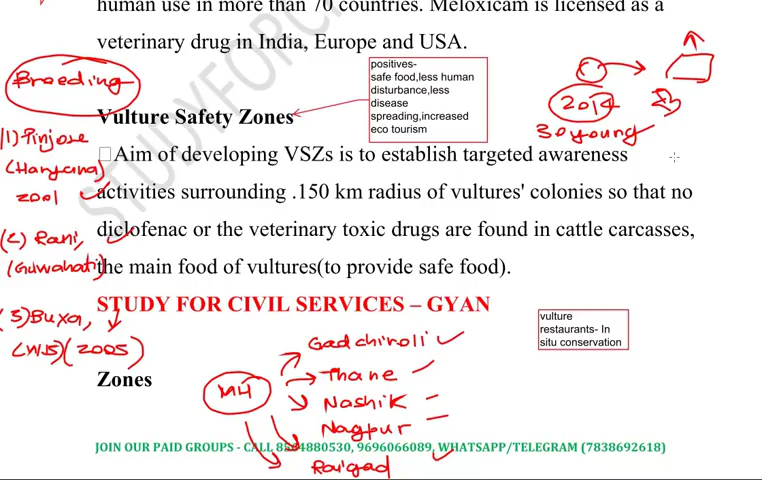 human use in more than 70 countries. Meloxicam is licensed as a
veterinary drug in India, Europe and USA.
positives-
safe food,less human
disturbance,less
disease
spreading,increased
eco tourism
2014
30 young
Breeding
Vulture Safety Zones
(1) Pinjore
(Haryana)
2001
Aim of developing VSZs is to establish targeted awareness
activities surrounding .150 km radius of vultures' colonies so that no
diclofenac or the veterinary toxic drugs are found in cattle carcasses,
the main food of vultures(to provide safe food).
(2) Rani,
(Guwahati)
STUDY FOR CIVIL SERVICES – GYAN
(3) Buxa,
(WB) (2005)
vulture
restaurants- In
situ conservation
Zones
MH
Gadchiroli
Thane
Nashik
Nagpur
Raigad
JOIN OUR PAID GROUPS - CALL 8584880530, 9696066089, WHATSAPP/TELEGRAM (7838692618)
STUDYFORC